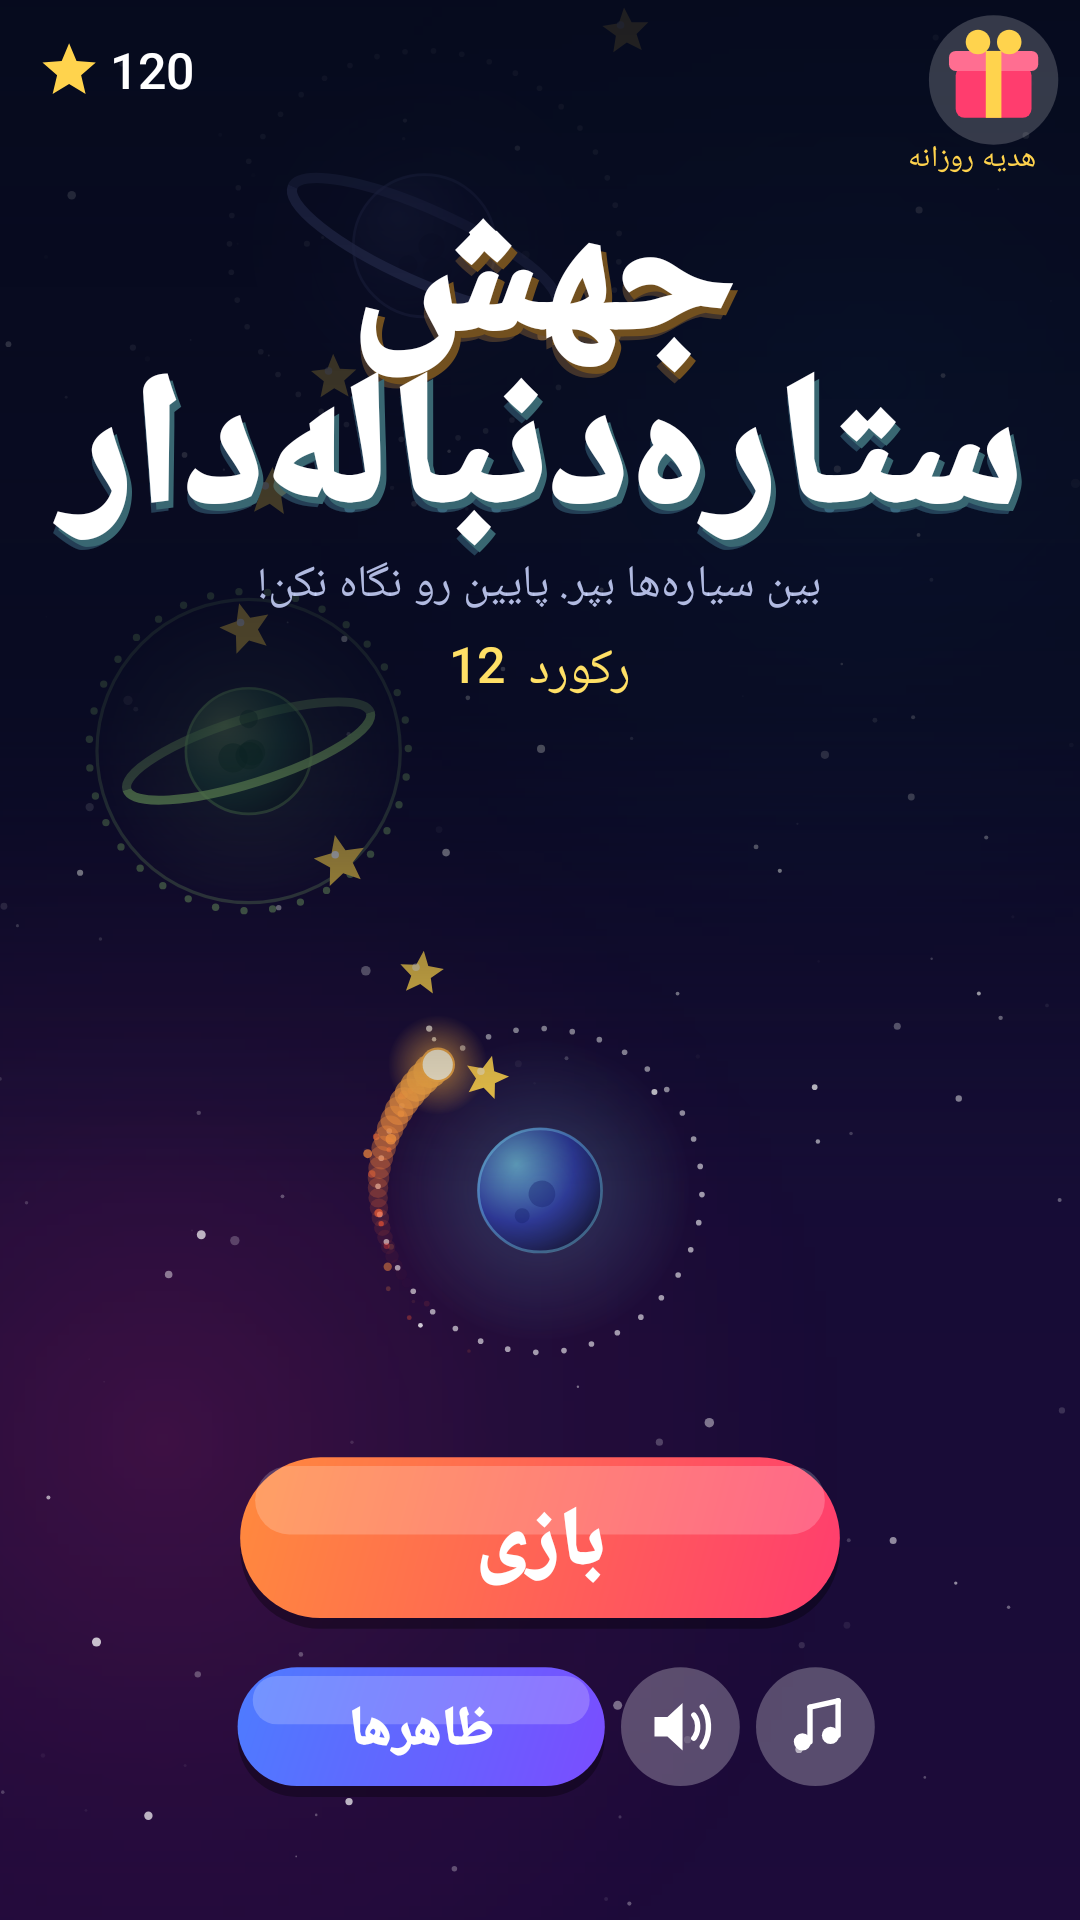 120
هدیه روزانه
جهش
ستاره‌دنباله‌دار
بین سیاره‌ها بپر. پایین رو نگاه نکن!
رکورد 12
بازی
ظاهرها